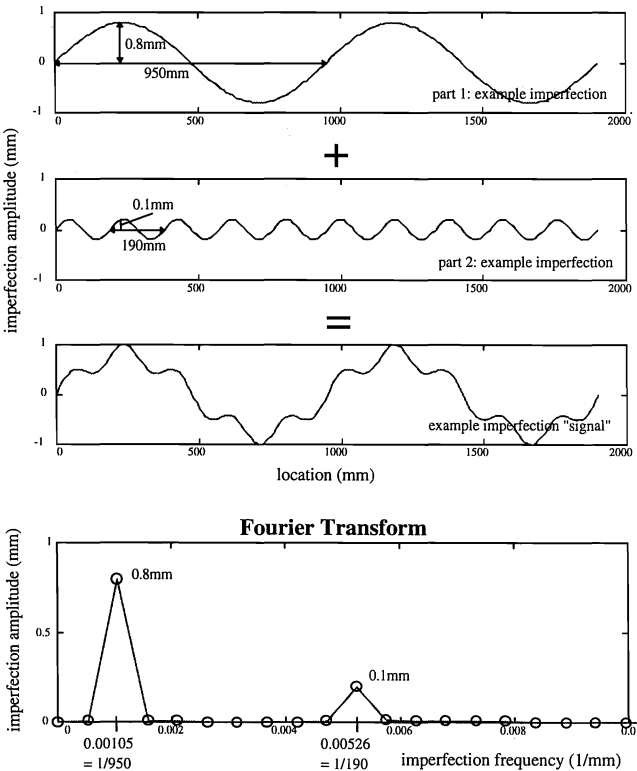 1
0.8mm
0
950mm
part 1: example imperfection
-1
0 500 1000 1500 2000
+
imperfection amplitude (mm)
1
0.1mm
0
190mm
part 2: example imperfection
-1
0 500 1000 1500 2000
=
1
0
example imperfection "signal"
-1
0 500 1000 1500 2000
location (mm)
Fourier Transform
imperfection amplitude (mm)
1
0.8mm
0.5
0.1mm
0
0 0.002 0.004 0.006 0.008 0.0
0.00105
= 1/950
0.00526
= 1/190
imperfection frequency (1/mm)